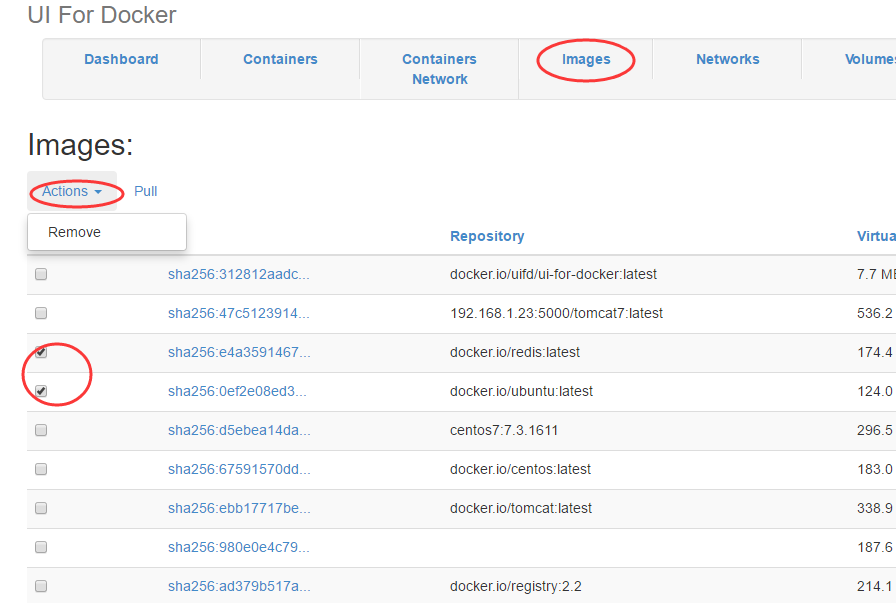 UI For Docker
Dashboard Containers Containers Network Images Networks Volumes
Images:
Actions Pull
Remove
Repository
sha256:312812aadc... docker.io/uifd/ui-for-docker:latest 7.7
sha256:47c5123914... 192.168.1.23:5000/tomcat7:latest 536.2
sha256:e4a3591467... docker.io/redis:latest 174.4
sha256:0ef2e08ed3... docker.io/ubuntu:latest 124.0
sha256:d5ebea14da... centos7:7.3.1611 296.5
sha256:67591570dd... docker.io/centos:latest 183.0
sha256:ebb17717be... docker.io/tomcat:latest 338.9
sha256:980e0e4c79... 187.6
sha256:ad379b517a... docker.io/registry:2.2 214.1